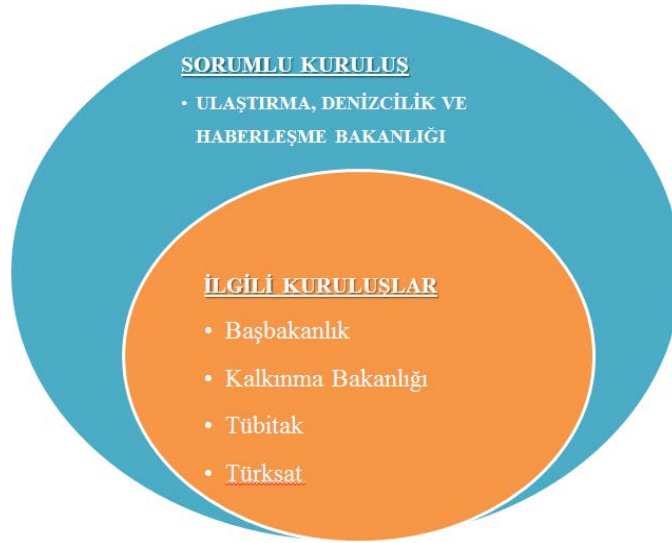 SORUMLU KURULUŞ
• ULAŞTIRMA, DENİZCİLİK VE
HABERLEŞME BAKANLIĞI
İLGİLİ KURULUŞLAR
• Başbakanlık
• Kalkınma Bakanlığı
• Tübitak
• Türksat